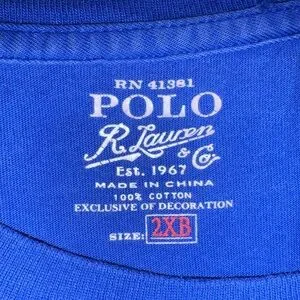 RN 41381
POLO
R. Lauren
& Co
Est. 1967
MADE IN CHINA
100% COTTON
EXCLUSIVE OF DECORATION
SIZE: 2XB